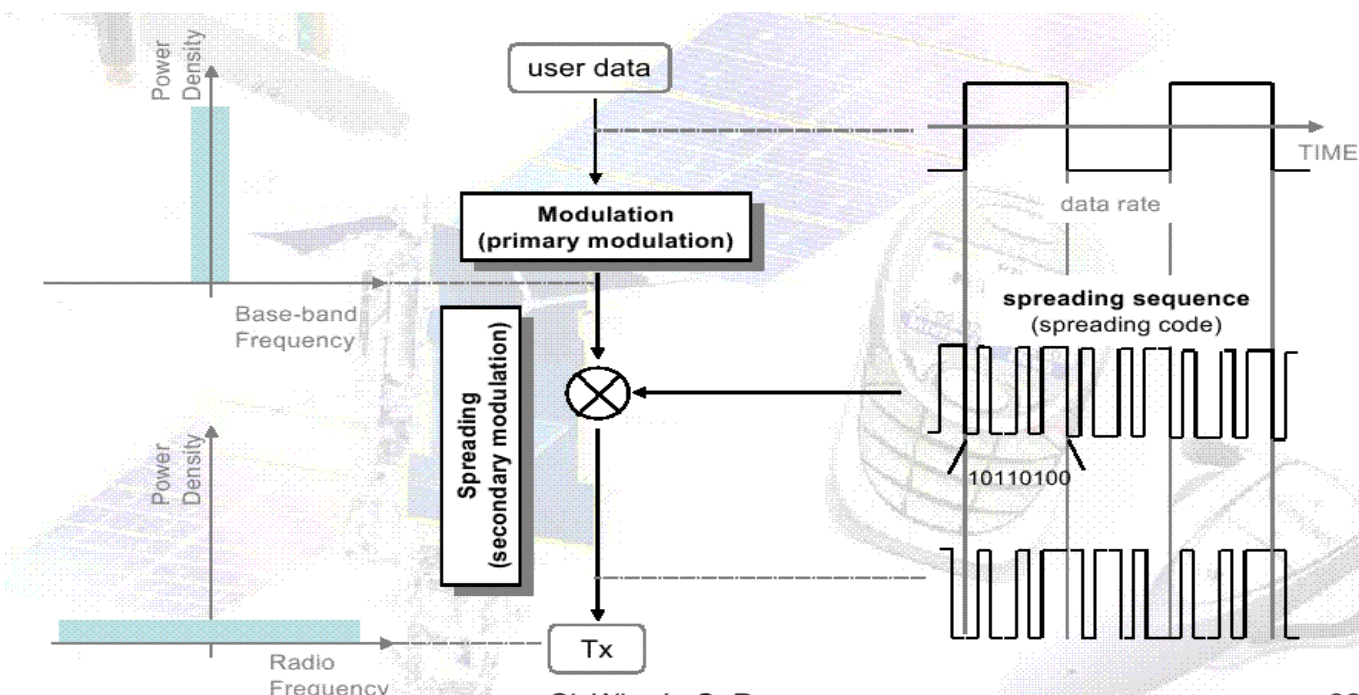 Power
Density
user data
TIME
Modulation
(primary modulation)
data rate
Base-band
Frequency
spreading sequence
(spreading code)
Spreading
(secondary modulation)
10110100
Power
Density
Tx
Radio
Frequency